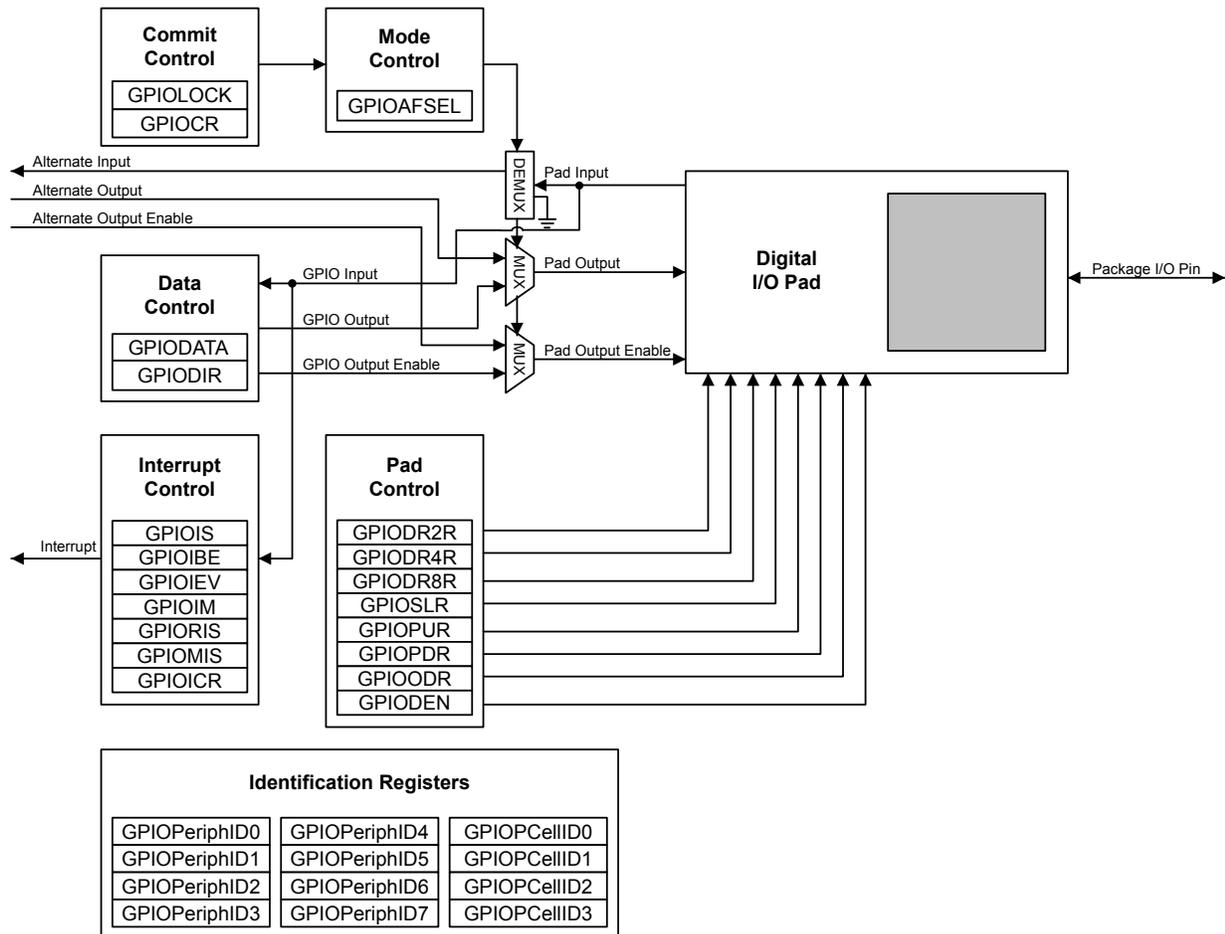 Commit
Control
GPIOLOCK
GPIOCR
Mode
Control
GPIOAFSEL
Alternate Input
Alternate Output
Alternate Output Enable
DEMUX
Pad Input
MUX
Pad Output
MUX
Pad Output Enable
Digital
I/O Pad
Package I/O Pin
Data
Control
GPIODATA
GPIODIR
GPIO Input
GPIO Output
GPIO Output Enable
Interrupt
Control
GPIOIS
GPIOIBE
GPIOIEV
GPIOIM
GPIORIS
GPIOMIS
GPIOICR
Interrupt
Pad
Control
GPIODR2R
GPIODR4R
GPIODR8R
GPIOSLR
GPIOPUR
GPIOPDR
GPIOODR
GPIODEN
Identification Registers
GPIOPeriphID0
GPIOPeriphID1
GPIOPeriphID2
GPIOPeriphID3
GPIOPeriphID4
GPIOPeriphID5
GPIOPeriphID6
GPIOPeriphID7
GPIOPCellID0
GPIOPCellID1
GPIOPCellID2
GPIOPCellID3